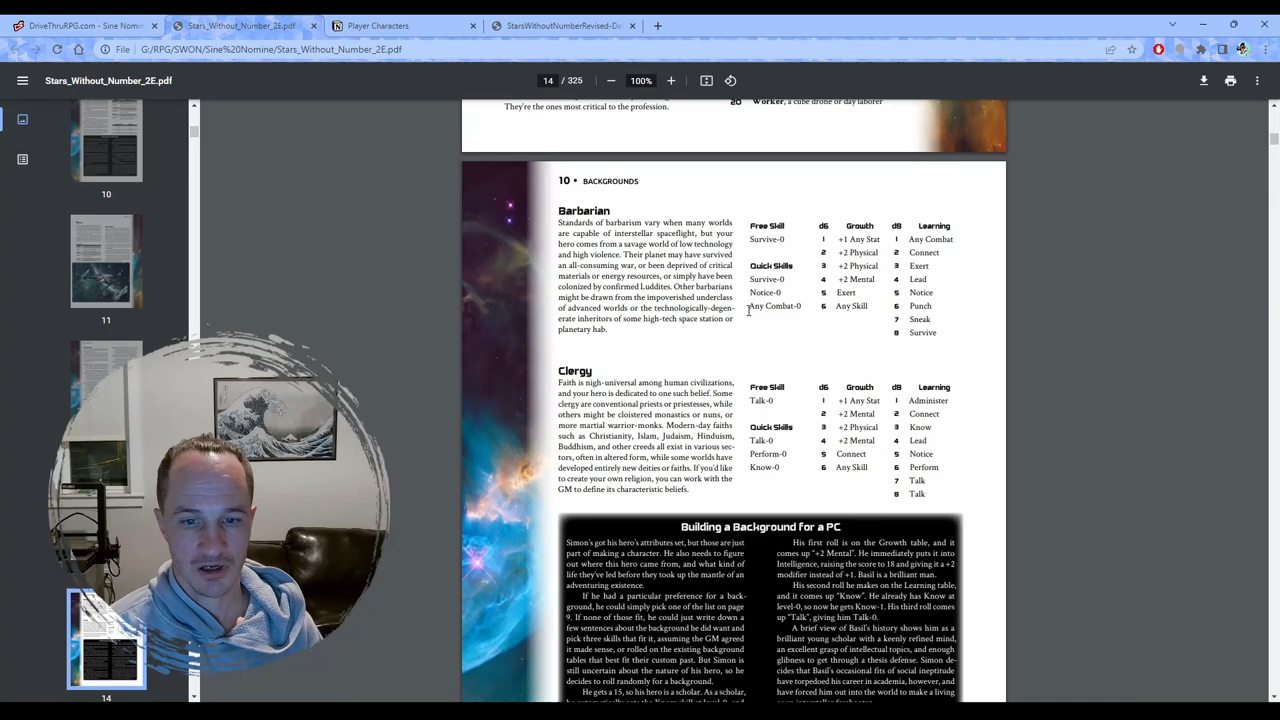 DriveThruRPG.com - Sine Nomin
Stars_Without_Number_2E.pdf
Player Characters
StarsWithoutNumberRevised-De
File
G:/RPG/SWON/Sine%20Nomine/Stars_Without_Number_2E.pdf
Stars_Without_Number_2E.pdf
14 / 325
100%
10
11
14
They're the ones most critical to the profession.
20 Worker, a cube drone or day laborer
10 • BACKGROUNDS
Barbarian
Standards of barbarism vary when many worlds
are capable of interstellar spaceflight, but your
hero comes from a savage world of low technology
and high violence. Their planet may have survived
an all-consuming war, or been deprived of critical
materials or energy resources, or simply have been
colonized by confirmed Luddites. Other barbarians
might be drawn from the impoverished underclass
of advanced worlds or the technologically-degen-
erate inheritors of some high-tech space station or
planetary hab.
Free Skill d6 Growth d8 Learning
Survive-0 1 +1 Any Stat 1 Any Combat
2 +2 Physical 2 Connect
Quick Skills 3 +2 Physical 3 Exert
Survive-0 4 +2 Mental 4 Lead
Notice-0 5 Exert 5 Notice
Any Combat-0 6 Any Skill 6 Punch
7 Sneak
8 Survive
Clergy
Faith is nigh-universal among human civilizations,
and your hero is dedicated to one such belief. Some
clergy are conventional priests or priestesses, while
others might be cloistered monastics or nuns, or
more martial warrior-monks. Modern-day faiths
such as Christianity, Islam, Judaism, Hinduism,
Buddhism, and other creeds all exist in various sec-
tors, often in altered form, while some worlds have
developed entirely new deities or faiths. If you'd like
to create your own religion, you can work with the
GM to define its characteristic beliefs.
Free Skill d6 Growth d8 Learning
Talk-0 1 +1 Any Stat 1 Administer
2 +2 Mental 2 Connect
Quick Skills 3 +2 Physical 3 Know
Talk-0 4 +2 Mental 4 Lead
Perform-0 5 Connect 5 Notice
Know-0 6 Any Skill 6 Perform
7 Talk
8 Talk
Building a Background for a PC
Simon's got his hero's attributes set, but those are just
part of making a character. He also needs to figure
out where this hero came from, and what kind of
life they've led before they took up the mantle of an
adventuring existence.
If he had a particular preference for a back-
ground, he could simply pick one of the list on page
9. If none of those fit, he could just write down a
few sentences about the background he did want and
pick three skills that fit it, assuming the GM agreed
it made sense, or rolled on the existing background
tables that best fit their custom past. But Simon is
still uncertain about the nature of his hero, so he
decides to roll randomly for a background.
He gets a 15, so his hero is a scholar. As a scholar,
His first roll is on the Growth table, and it
comes up "+2 Mental". He immediately puts it into
Intelligence, raising the score to 18 and giving it a +2
modifier instead of +1. Basil is a brilliant man.
His second roll he makes on the Learning table,
and it comes up "Know". He already has Know at
level-0, so now he gets Know-1. His third roll comes
up "Talk", giving him Talk-0.
A brief view of Basil's history shows him as a
brilliant young scholar with a keenly refined mind,
an excellent grasp of intellectual topics, and enough
glibness to get through a thesis defense. Simon de-
cides that Basil's occasional fits of social ineptitude
have torpedoed his career in academia, however, and
have forced him out into the world to make a living